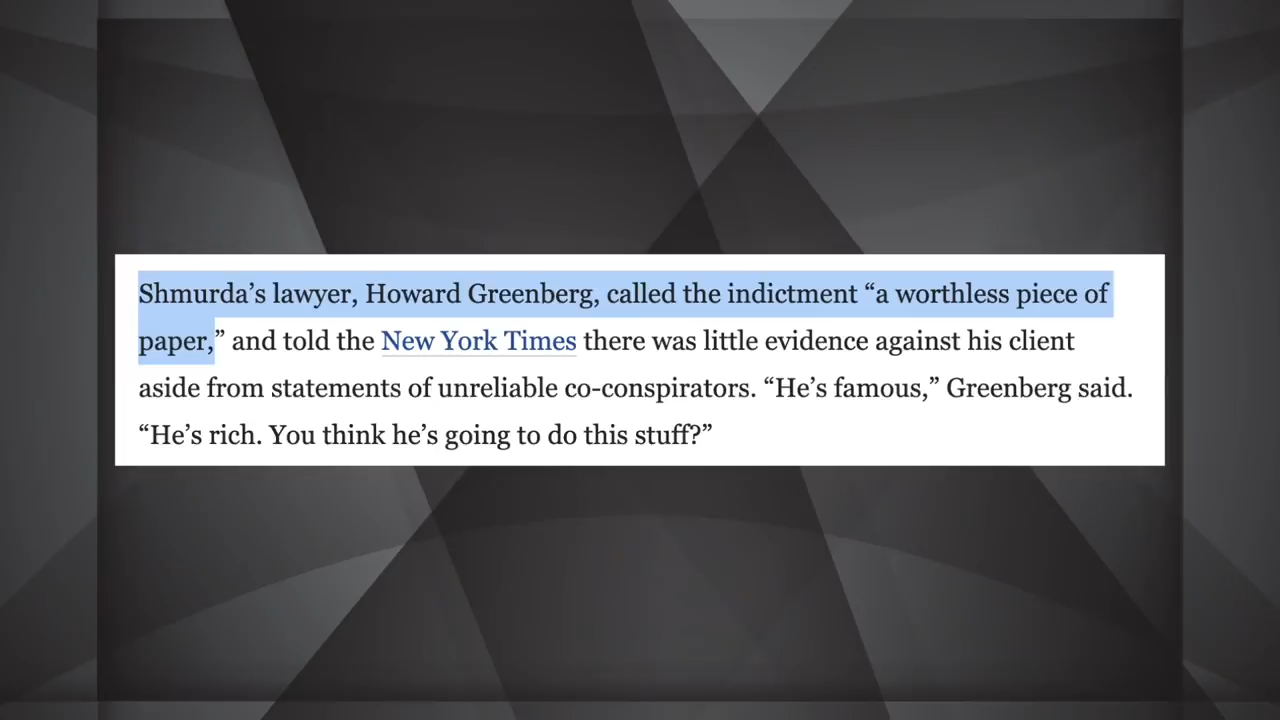 Shmurda’s lawyer, Howard Greenberg, called the indictment “a worthless piece of
paper,” and told the New York Times there was little evidence against his client
aside from statements of unreliable co-conspirators. “He’s famous,” Greenberg said.
“He’s rich. You think he’s going to do this stuff?”